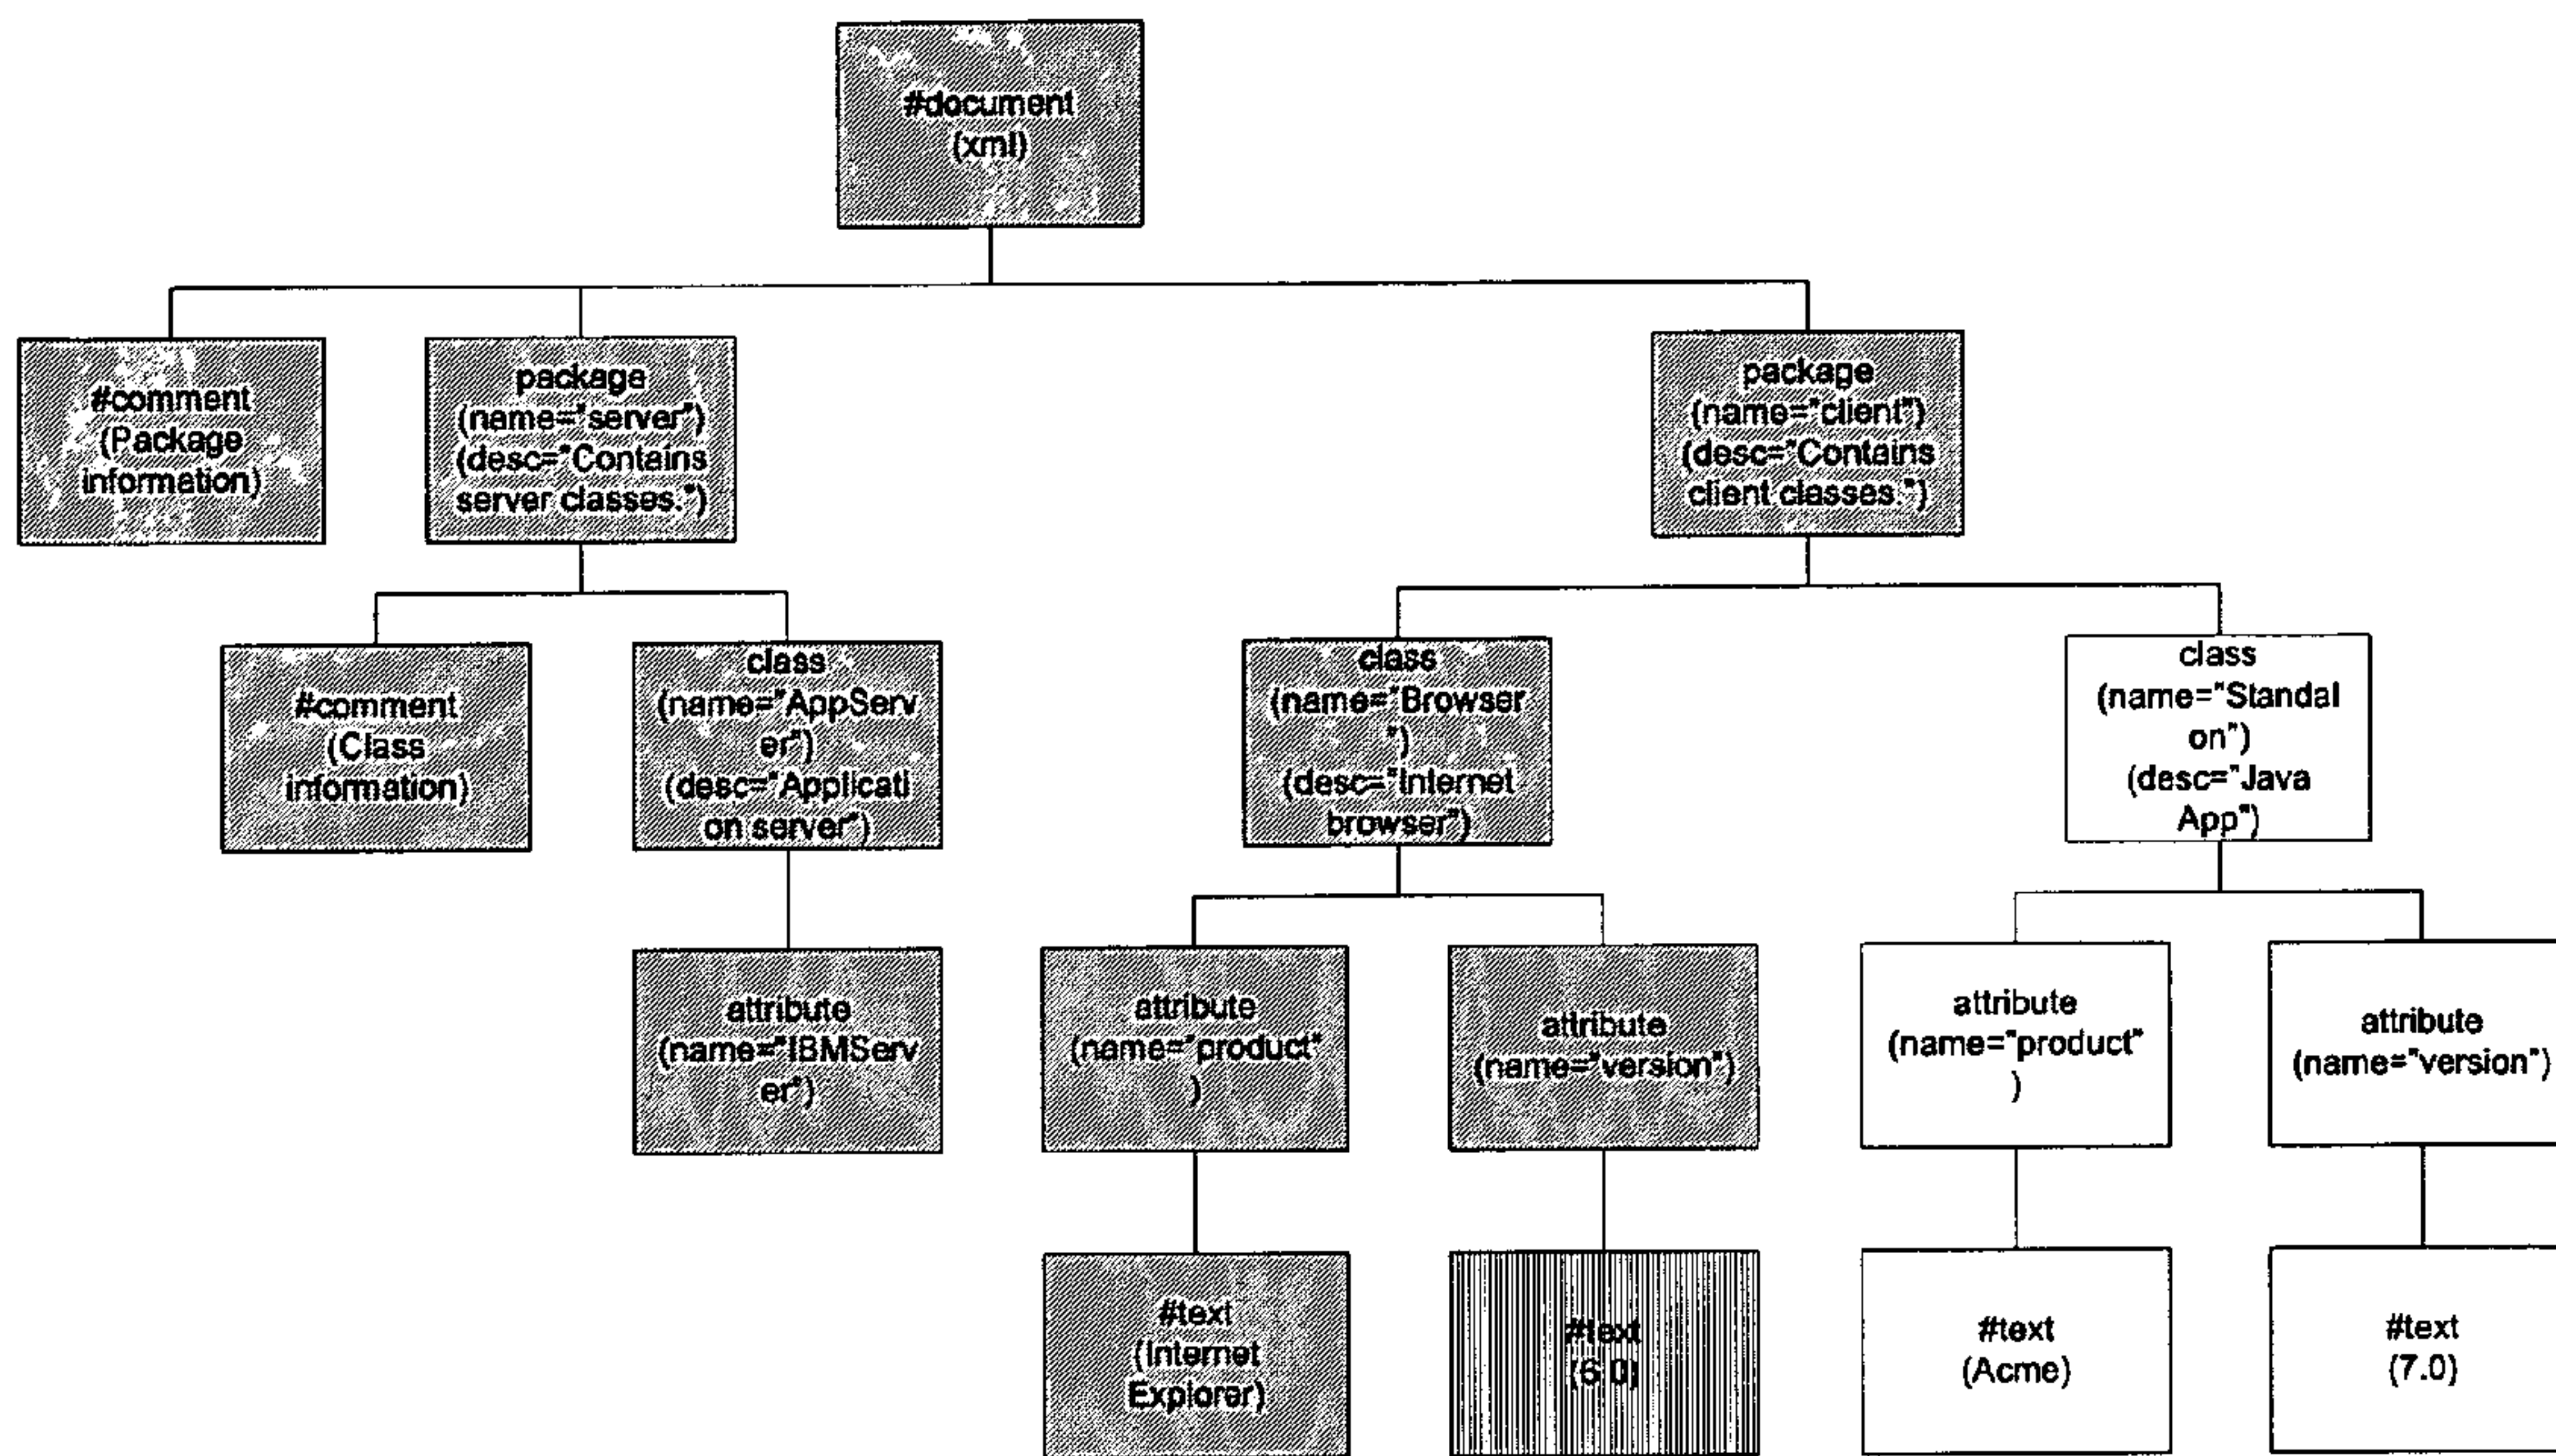 #document
(xml)
#comment
(Package
information)
package
(name="server")
(desc="Contains
server classes.")
package
(name="client")
(desc="Contains
client classes.")
#comment
(Class
information)
class
(name="AppServ
er")
(desc="Applicati
on server")
class
(name="Browser
")
(desc="Internet
browser")
class
(name="Standal
on")
(desc="Java
App")
attribute
(name="IBMServ
er")
attribute
(name="product"
)
attribute
(name="version")
attribute
(name="product"
)
attribute
(name="version")
#text
(Internet
Explorer)
#text
(6.0)
#text
(Acme)
#text
(7.0)